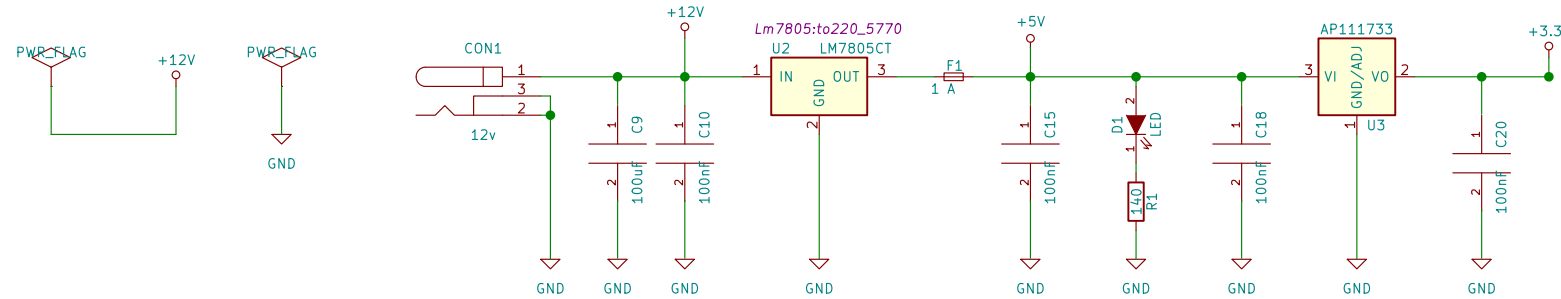 PWR_FLAG
+12V
PWR_FLAG
GND
CON1
1
3
2
12v
GND
+12V
1
C9
2
100uF
GND
1
C10
2
100nF
GND
Lm7805:to220_5770
U2 LM7805CT
1 IN OUT 3
GND
2
GND
F1
1 A
+5V
1
C15
2
100nF
GND
2
D1
LED
1
140
R1
GND
1
C18
2
100nF
GND
AP111733
3 VI VO 2
GND/ADJ
1
U3
GND
+3.3
1
C20
2
100nF
GND